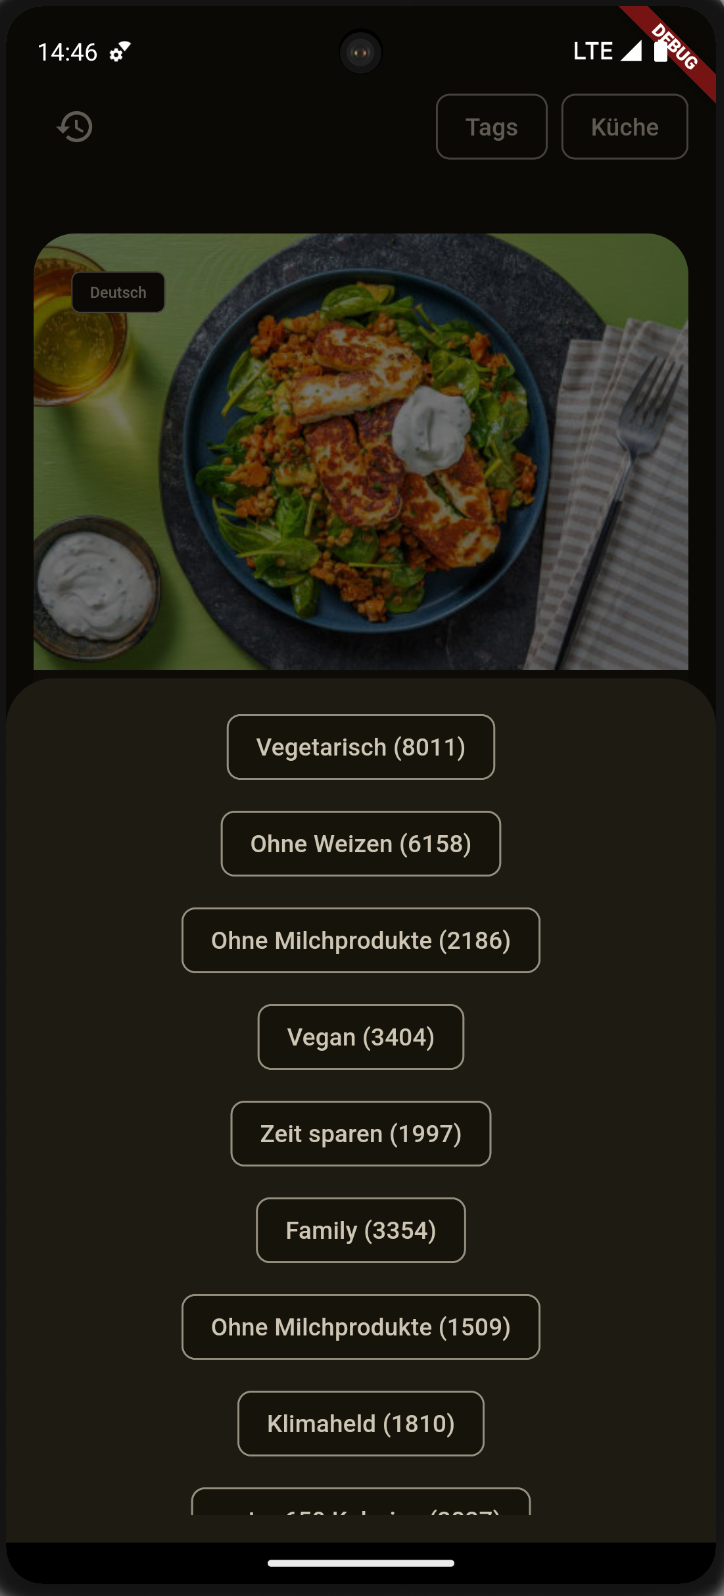 14:46
LTE
DEBUG
Tags
Küche
Deutsch
Vegetarisch (8011)
Ohne Weizen (6158)
Ohne Milchprodukte (2186)
Vegan (3404)
Zeit sparen (1997)
Family (3354)
Ohne Milchprodukte (1509)
Klimaheld (1810)